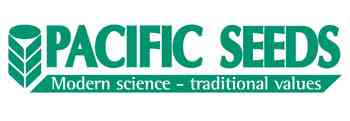 PACIFIC SEEDS
Modern science - traditional values